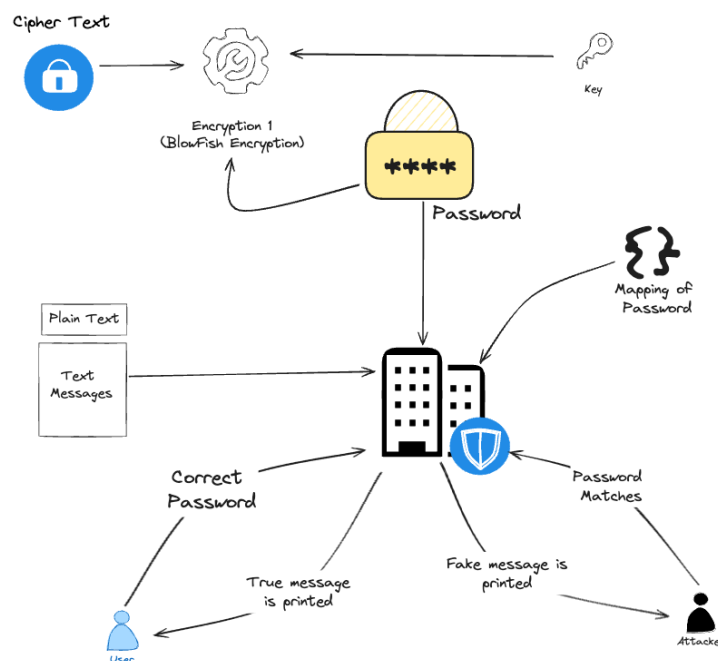 Cipher Text
Key
Encryption 1
(BlowFish Encryption)
****
Password
Mapping of
Password
Plain Text
Text
Messages
Correct
Password
Password
Matches
True message
is printed
Fake message is
printed
User
Attacke